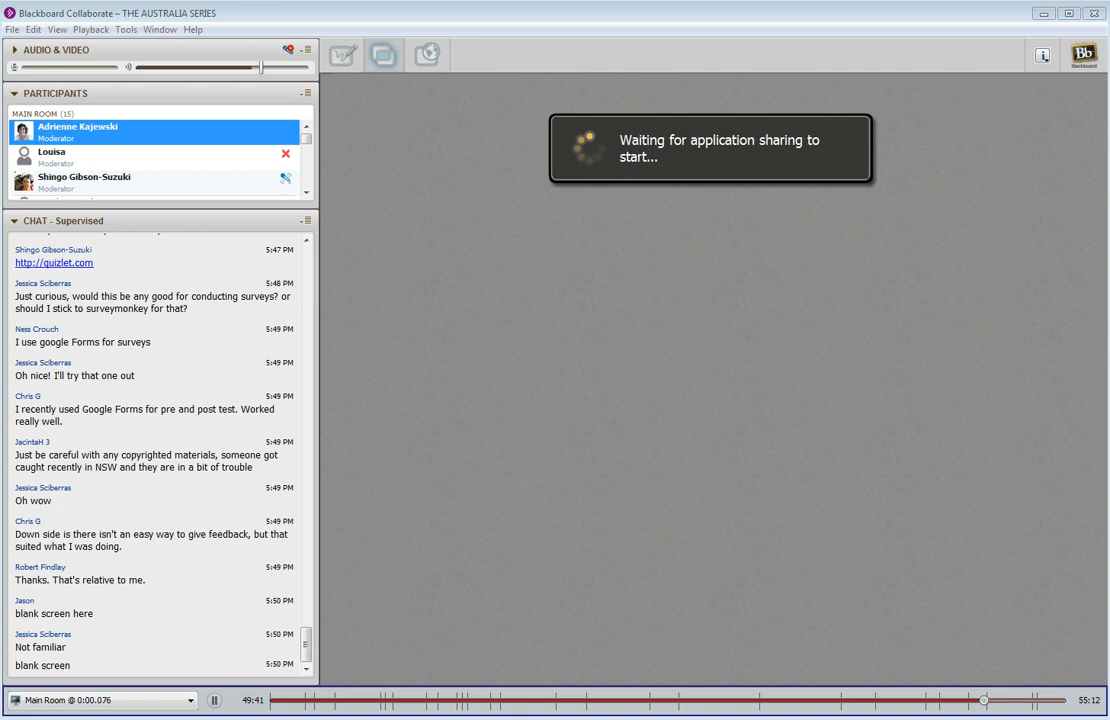 Blackboard Collaborate – THE AUSTRALIA SERIES
File Edit View Playback Tools Window Help
AUDIO & VIDEO
PARTICIPANTS
MAIN ROOM (15)
Adrienne Kajewski
Moderator
Louisa
Moderator
Shingo Gibson-Suzuki
Moderator
CHAT - Supervised
Shingo Gibson-Suzuki 5:47 PM
http://quizlet.com
Jessica Sciberras 5:48 PM
Just curious, would this be any good for conducting surveys? or
should I stick to surveymonkey for that?
Ness Crouch 5:49 PM
I use google Forms for surveys
Jessica Sciberras 5:49 PM
Oh nice! I'll try that one out
Chris G 5:49 PM
I recently used Google Forms for pre and post test. Worked
really well.
JacintaH 3 5:49 PM
Just be careful with any copyrighted materials, someone got
caught recently in NSW and they are in a bit of trouble
Jessica Sciberras 5:49 PM
Oh wow
Chris G 5:49 PM
Down side is there isn't an easy way to give feedback, but that
suited what I was doing.
Robert Findlay 5:49 PM
Thanks. That's relative to me.
Jason 5:50 PM
blank screen here
Jessica Sciberras 5:50 PM
Not familiar
blank screen 5:50 PM
Waiting for application sharing to
start...
Bb
Blackboard
Main Room @ 0:00.076
49:41
55:12